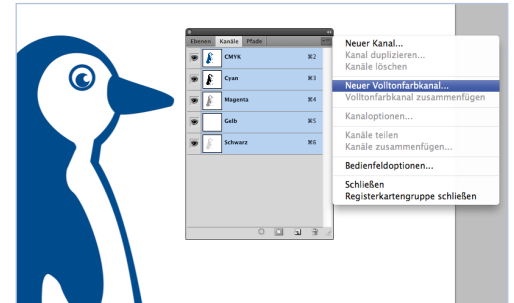 Ebenen Kanäle Pfade
CMYK ⌘2
Cyan ⌘3
Magenta ⌘4
Gelb ⌘5
Schwarz ⌘6
Neuer Kanal...
Kanal duplizieren...
Kanäle löschen
Neuer Volltonfarbkanal...
Volltonfarbkanal zusammenfügen
Kanaloptionen...
Kanäle teilen
Kanäle zusammenfügen...
Bedienfeldoptionen...
Schließen
Registerkartengruppe schließen